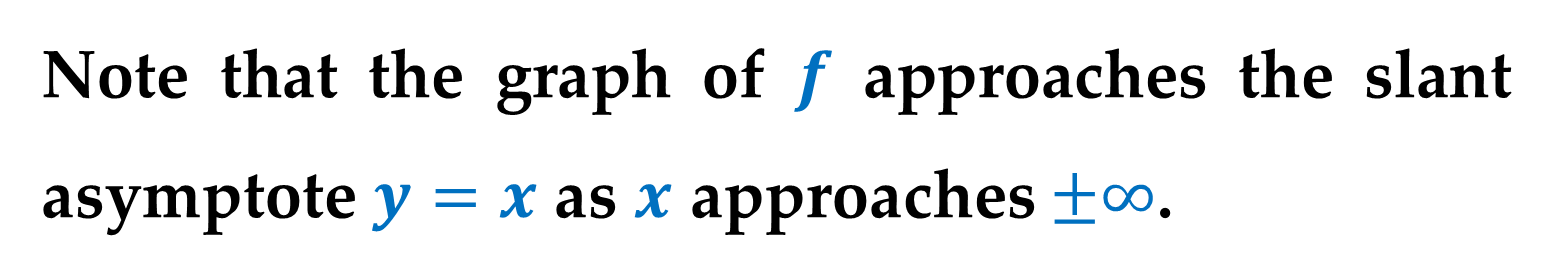 Note that the graph of f approaches the slant
asymptote y = x as x approaches ±∞.